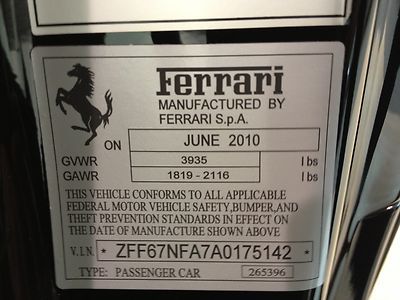 Ferrari
MANUFACTURED BY
FERRARI S.p.A.
ON JUNE 2010
GVWR 3935 lbs
GAWR 1819 - 2116 lbs
THIS VEHICLE CONFORMS TO ALL APPLICABLE
FEDERAL MOTOR VEHICLE SAFETY,BUMPER,AND
THEFT PREVENTION STANDARDS IN EFFECT ON
THE DATE OF MANUFACTURE SHOWN ABOVE
V.I.N. * ZFF67NFA7A0175142 *
TYPE: PASSENGER CAR 265396